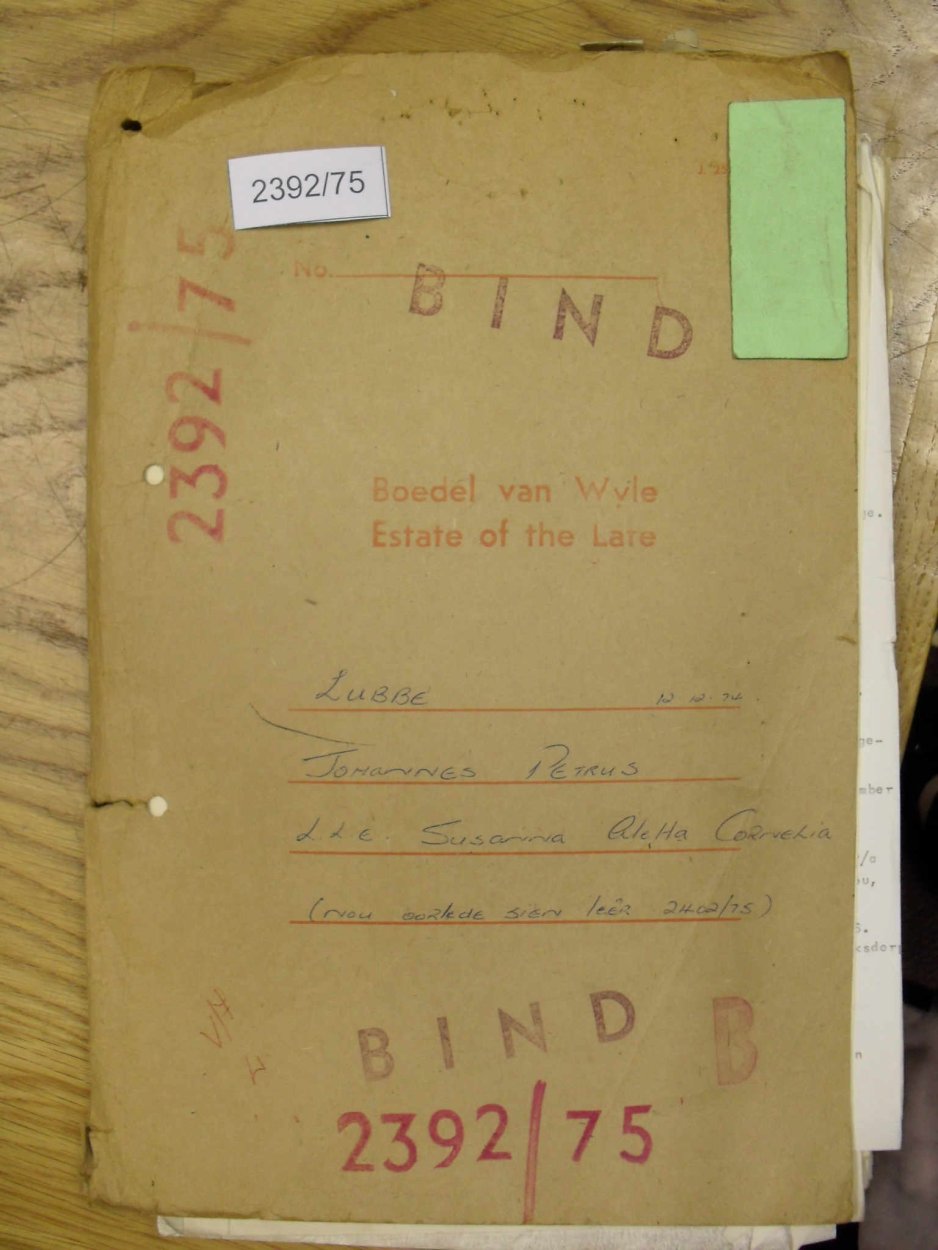 2392/75
2392/75
No.
BIND
Boedel van Wyle
Estate of the Late
LUBBE 12.12.74
JOHANNES PETRUS
L.L.E. SUSANNA ALETTA CORNELIA
(NOU OORLEDE SIEN LEÊR 2402/75)
BIND B
2392/75